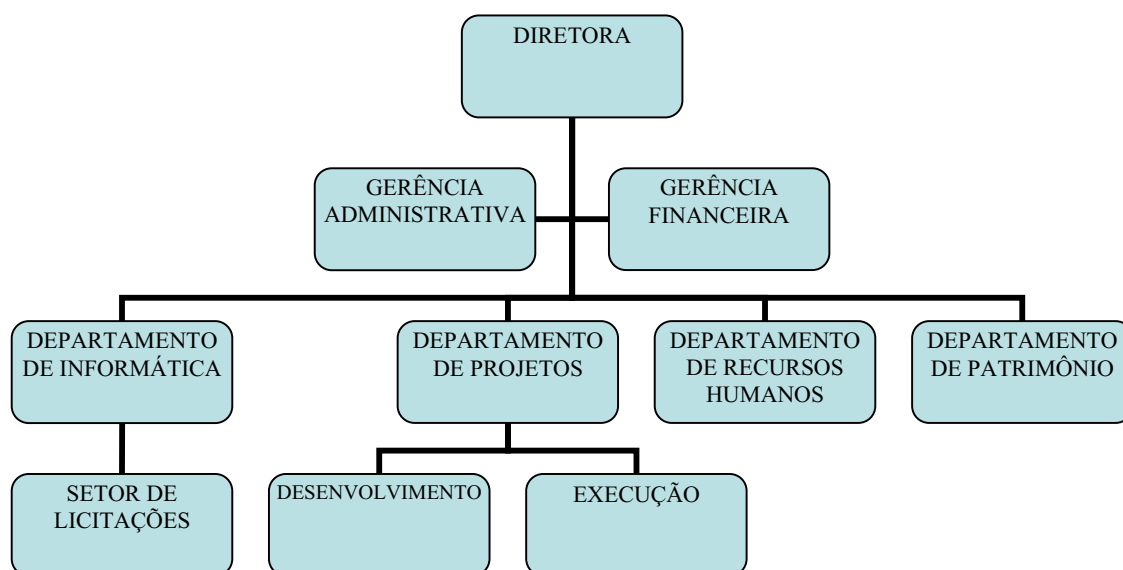 DIRETORA
GERÊNCIA
ADMINISTRATIVA
GERÊNCIA
FINANCEIRA
DEPARTAMENTO
DE INFORMÁTICA
DEPARTAMENTO
DE PROJETOS
DEPARTAMENTO
DE RECURSOS
HUMANOS
DEPARTAMENTO
DE PATRIMÔNIO
SETOR DE
LICITAÇÕES
DESENVOLVIMENTO
EXECUÇÃO